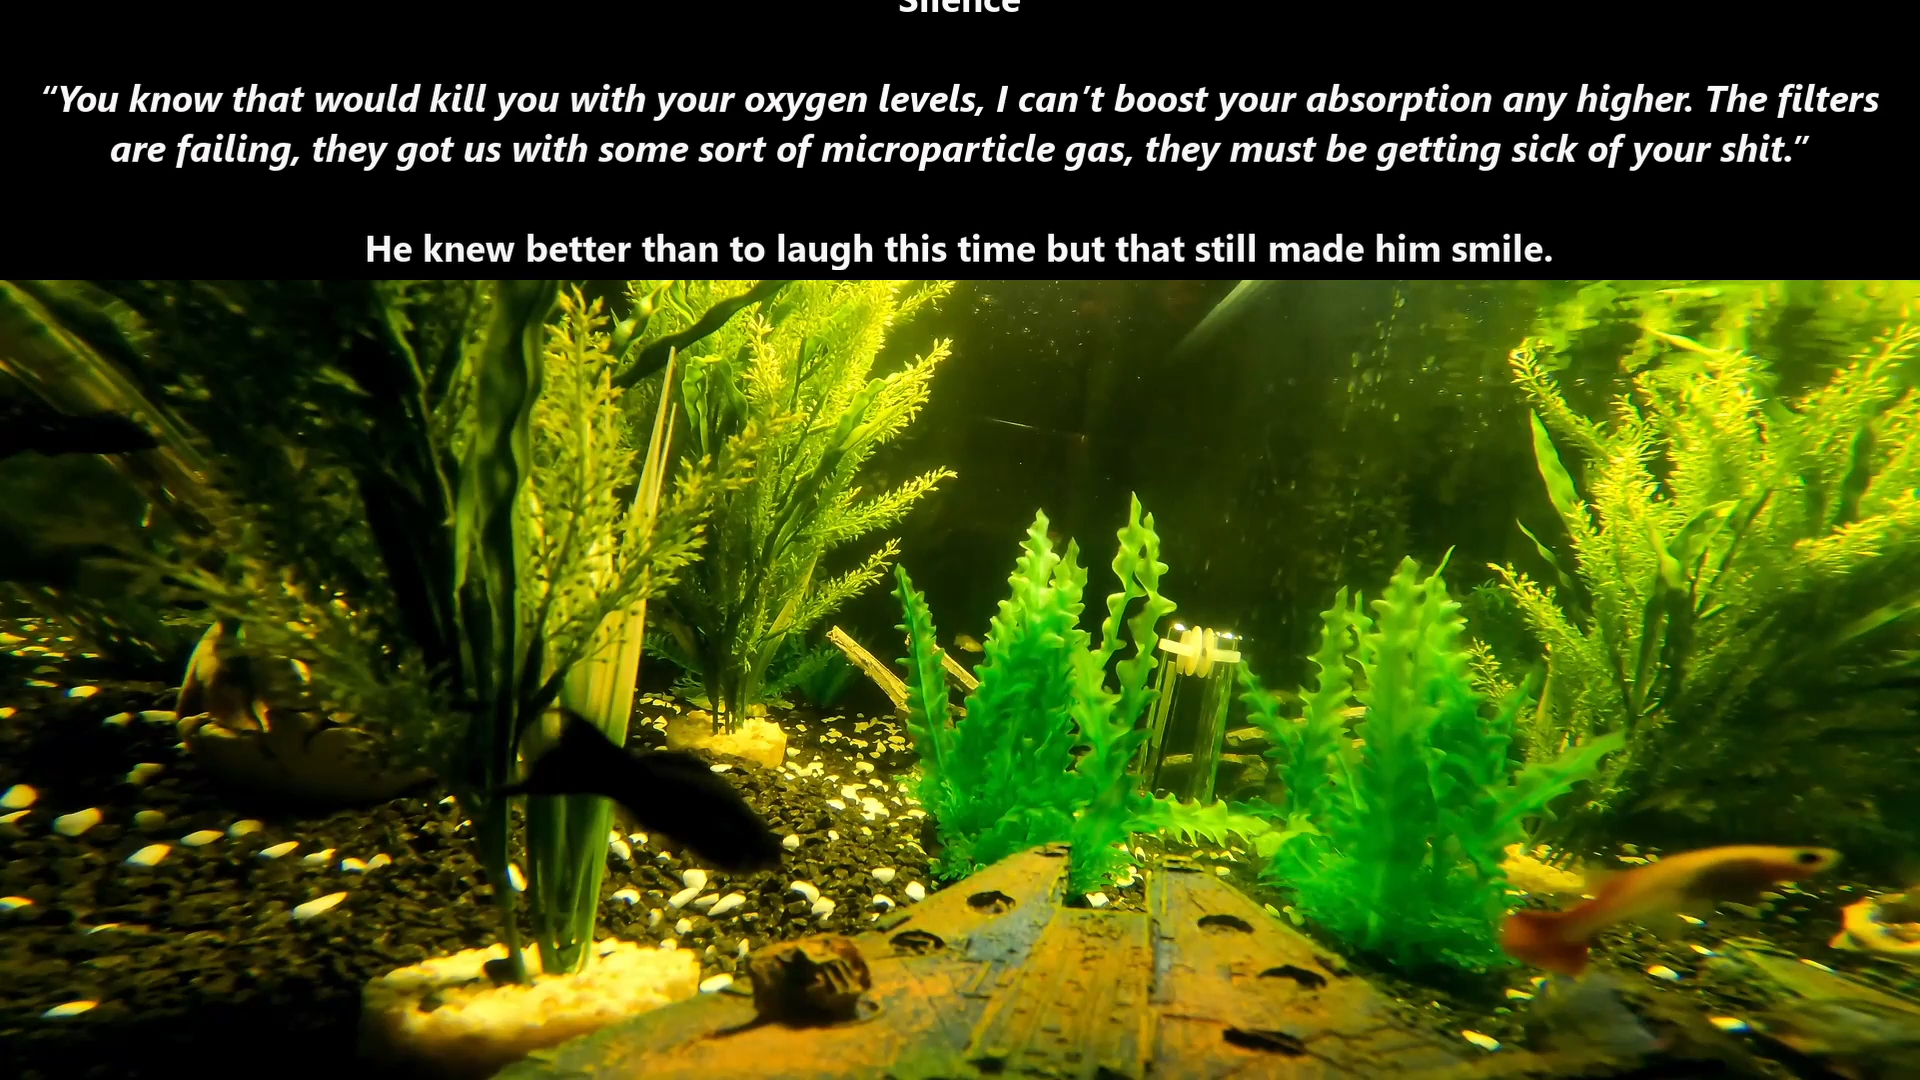 Silence
“You know that would kill you with your oxygen levels, I can’t boost your absorption any higher. The filters
are failing, they got us with some sort of microparticle gas, they must be getting sick of your shit.”
He knew better than to laugh this time but that still made him smile.